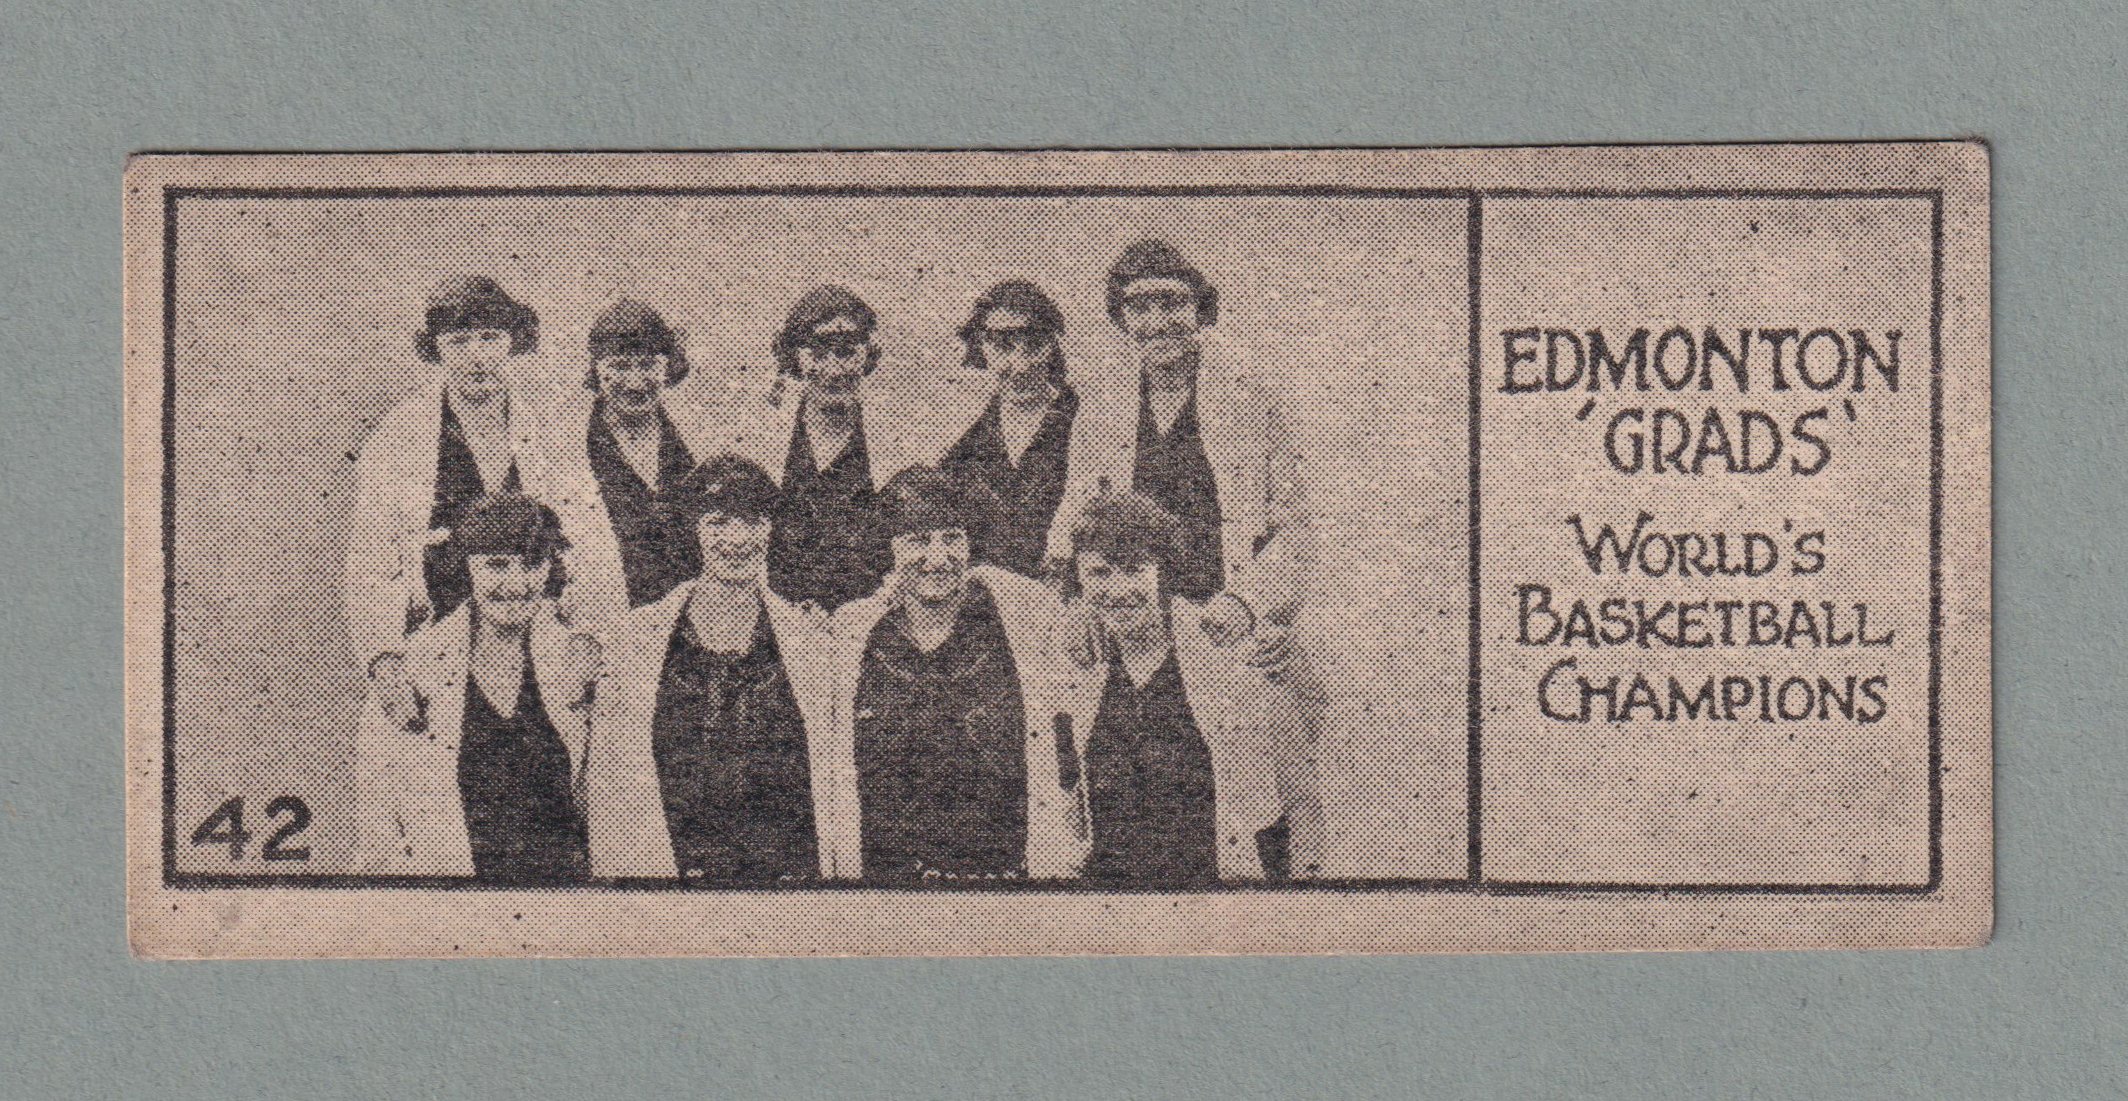 EDMONTON
'GRADS'
WORLD'S
BASKETBALL
CHAMPIONS
42